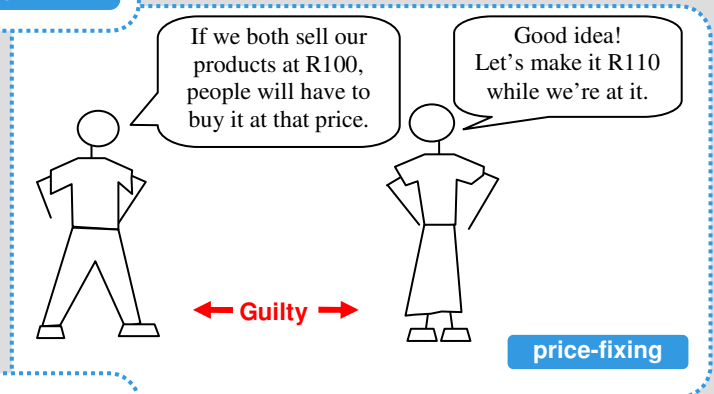 If we both sell our
products at R100,
people will have to
buy it at that price.
Good idea!
Let's make it R110
while we're at it.
Guilty
price-fixing